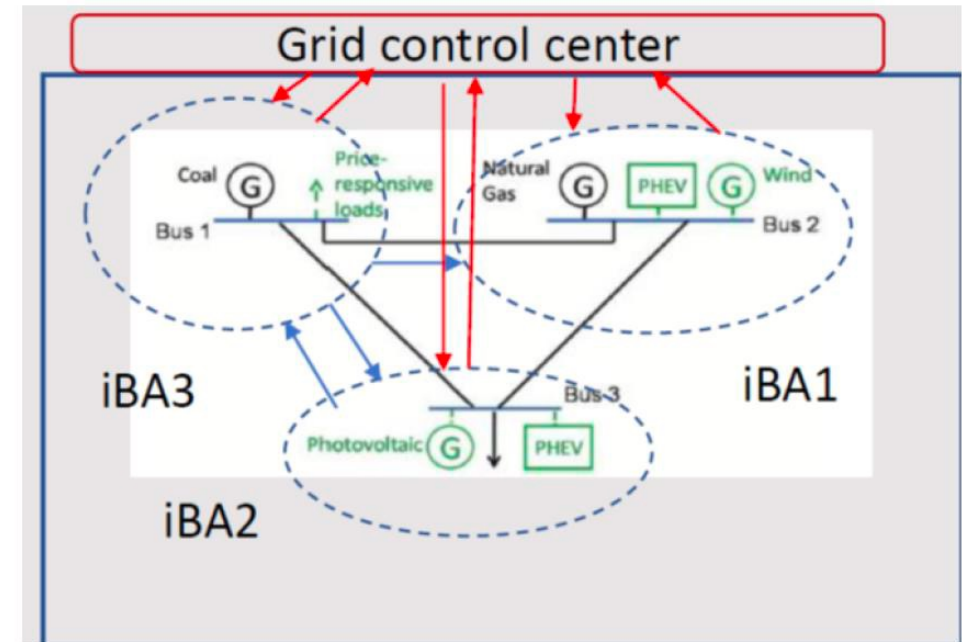 Grid control center
Coal
G
Price-
responsive
loads
Bus 1
Natural
Gas
G
PHEV
G
Wind
Bus 2
iBA3
iBA1
Bus 3
Photovoltaic
G
PHEV
iBA2